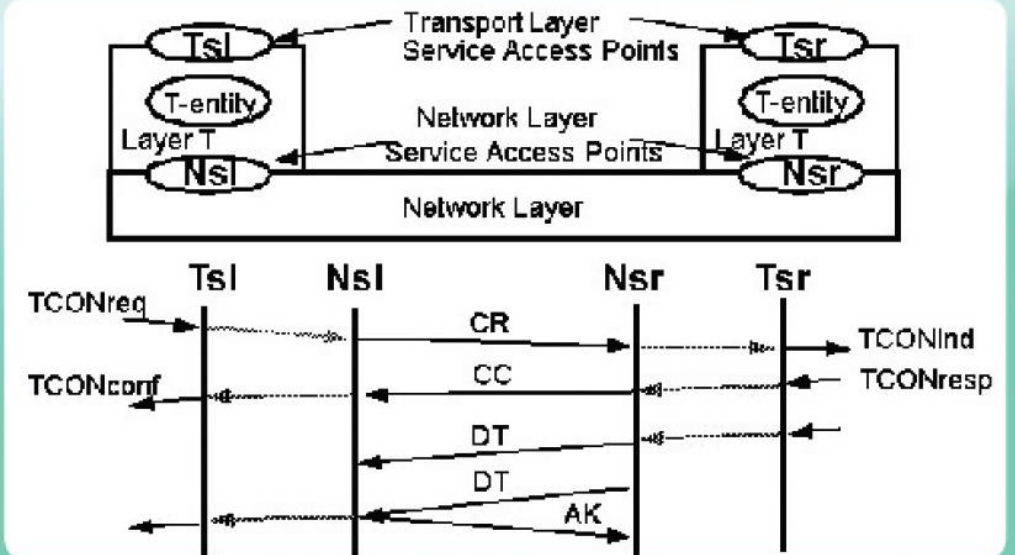 Transport Layer
Service Access Points
Tsl
Tsr
T-entity
T-entity
Layer T
Layer T
Network Layer
Service Access Points
Nsl
Nsr
Network Layer
Tsl
Nsl
Nsr
Tsr
TCONreq
CR
TCONInd
TCONconf
CC
TCONresp
DT
DT
AK